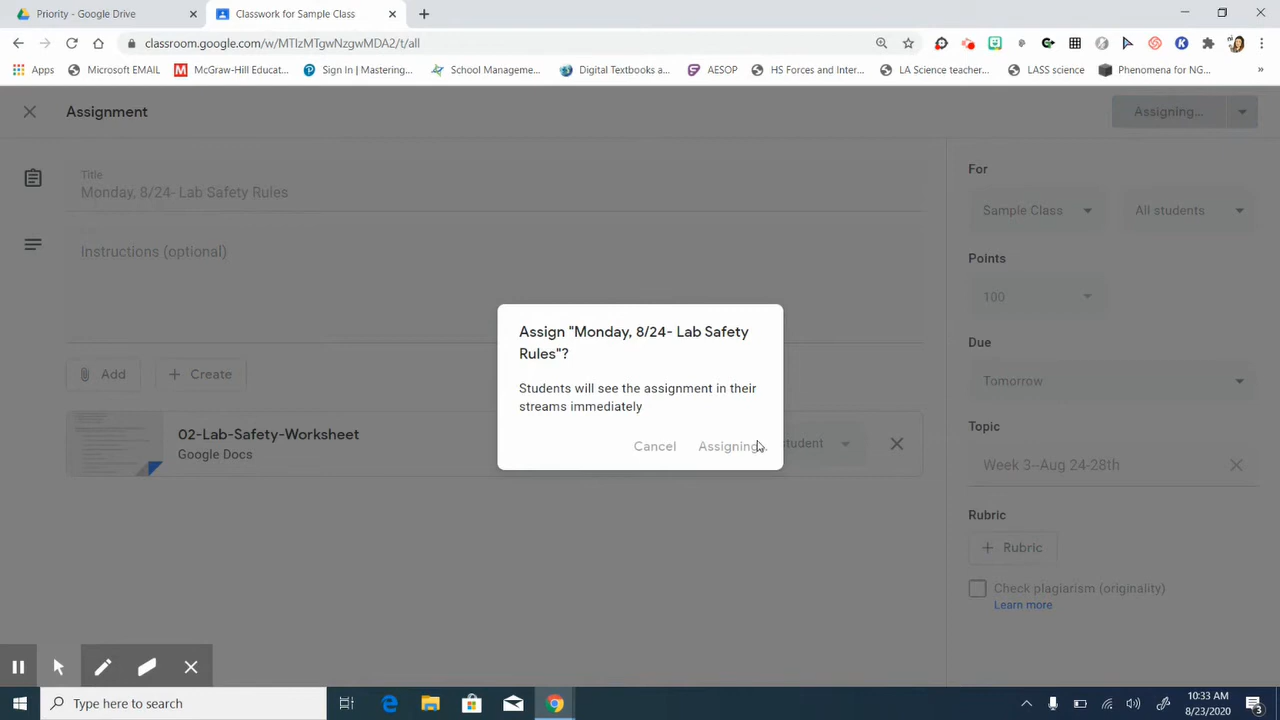 Priority - Google Drive
Classwork for Sample Class
classroom.google.com/w/MTIzMTgwNzgwMDA2/t/all
Apps
Microsoft EMAIL
McGraw-Hill Educat...
Sign In | Mastering...
School Manageme...
Digital Textbooks a...
AESOP
HS Forces and Inter...
LA Science teacher...
LASS science
Phenomena for NG...
»
Assignment
Assigning...
Title
Monday, 8/24- Lab Safety Rules
Instructions (optional)
Add
Create
02-Lab-Safety-Worksheet
Google Docs
student
Assign "Monday, 8/24- Lab Safety
Rules"?
Students will see the assignment in their
streams immediately
Cancel
Assigning...
For
Sample Class
All students
Points
100
Due
Tomorrow
Topic
Week 3--Aug 24-28th
Rubric
+ Rubric
Check plagiarism (originality)
Learn more
Type here to search
10:33 AM
8/23/2020
3